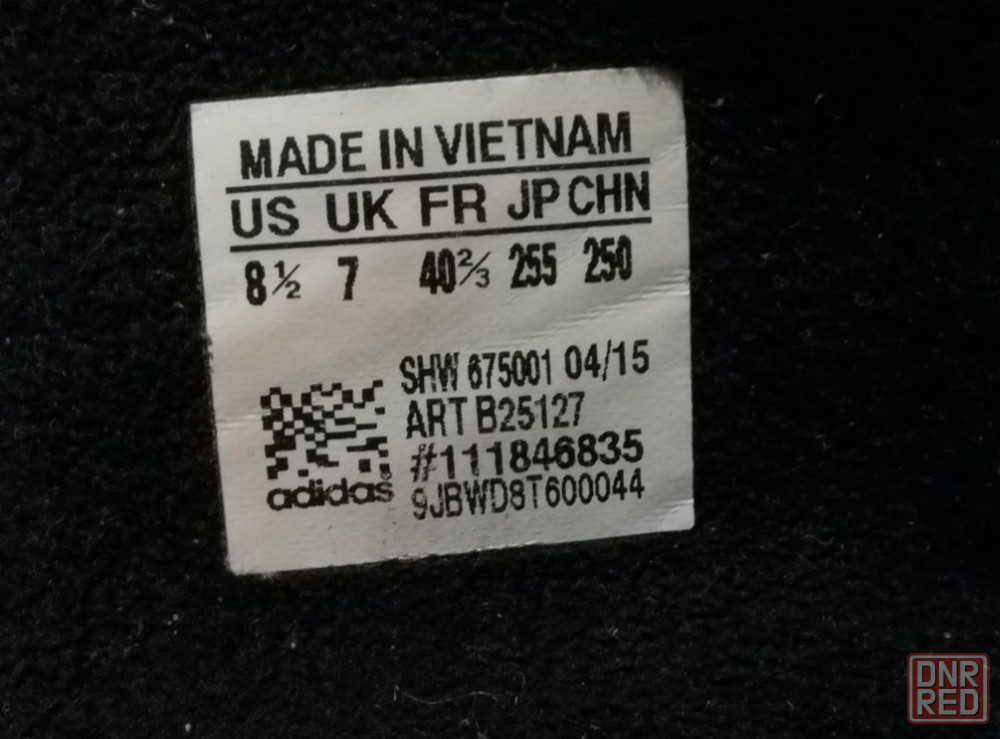 MADE IN VIETNAM
US UK FR JP CHN
8½ 7 40⅔ 255 250
SHW 675001 04/15
ART B25127
#111846835
9JBWD8T600044
adidas
DNR
RED